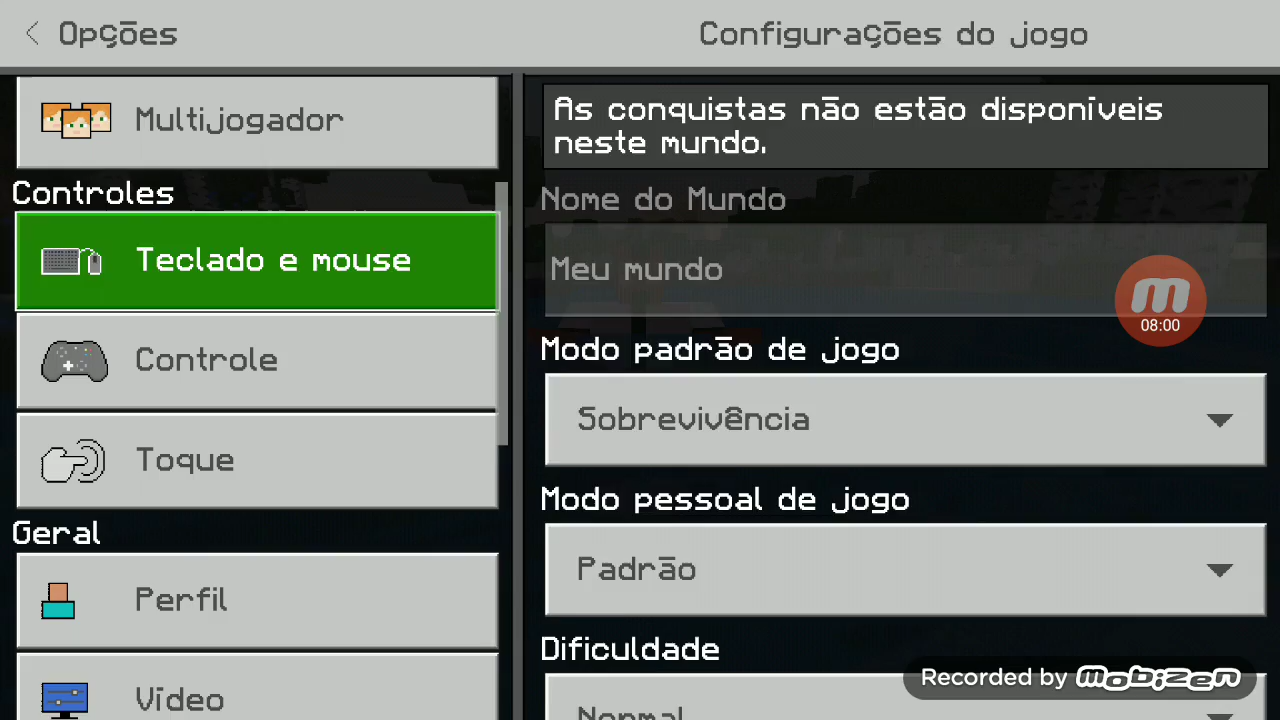 Opções
Configurações do jogo
Multijogador
Controles
Teclado e mouse
Controle
Toque
Geral
Perfil
Vídeo
As conquistas não estão disponíveis
neste mundo.
Nome do Mundo
Meu mundo
08:00
Modo padrão de jogo
Sobrevivência
Modo pessoal de jogo
Padrão
Dificuldade
Normal
Recorded by mobizen